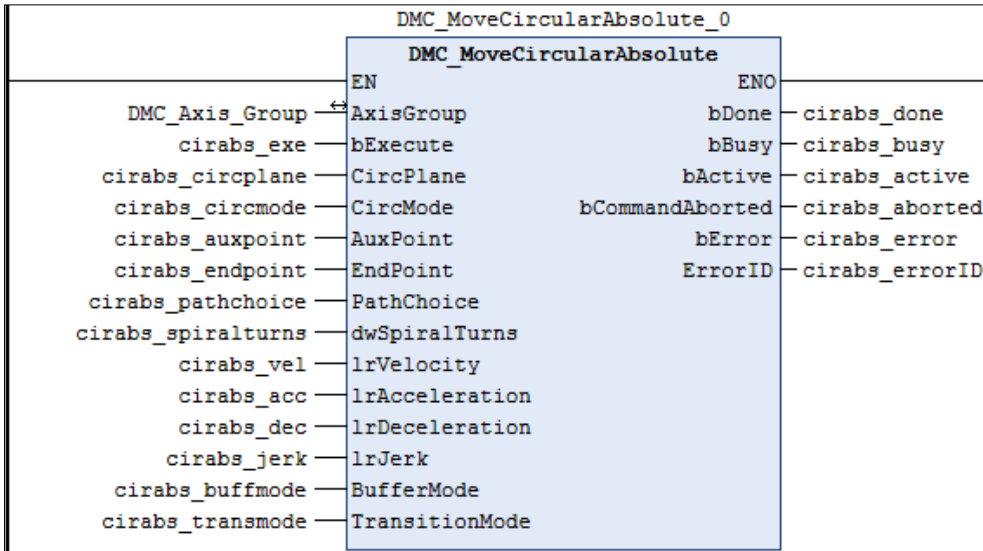 DMC_MoveCircularAbsolute_0
DMC_MoveCircularAbsolute
EN ENO
DMC_Axis_Group AxisGroup bDone cirabs_done
cirabs_exe bExecute bBusy cirabs_busy
cirabs_circplane CircPlane bActive cirabs_active
cirabs_circmode CircMode bCommandAborted cirabs_aborted
cirabs_auxpoint AuxPoint bError cirabs_error
cirabs_endpoint EndPoint ErrorID cirabs_errorID
cirabs_pathchoice PathChoice
cirabs_spiralturns dwSpiralTurns
cirabs_vel lrVelocity
cirabs_acc lrAcceleration
cirabs_dec lrDeceleration
cirabs_jerk lrJerk
cirabs_buffmode BufferMode
cirabs_transmode TransitionMode